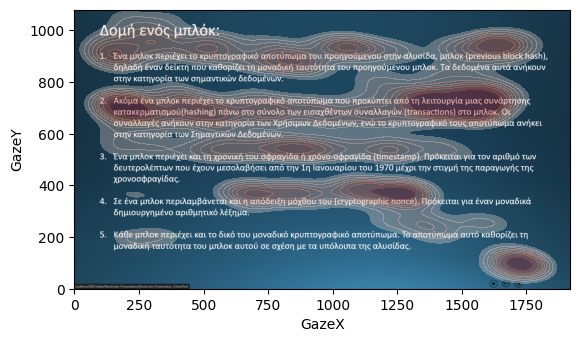 Δομή ενός μπλόκ:
1. Ένα μπλοκ περιέχει το κρυπτογραφικό αποτύπωμα του προηγούμενου στην αλυσίδα, μπλοκ (previous block hash),
δηλαδή έναν δείκτη που καθορίζει τη μοναδική ταυτότητα του προηγούμενου μπλοκ. Τα δεδομένα αυτά ανήκουν
στην κατηγορία των σημαντικών δεδομένων.
2. Ακόμα ένα μπλοκ περιέχει το κρυπτογραφικό αποτύπωμα που προκύπτει από τη λειτουργία μιας συνάρτησης
κατακερματισμού(hashing) πάνω στο σύνολο των εισαχθέντων συναλλαγών (transactions) στο μπλοκ. Οι
συναλλαγές ανήκουν στην κατηγορία των Χρήσιμων Δεδομένων, ενώ το κρυπτογραφικό τους αποτύπωμα ανήκει
στην κατηγορία των Σημαντικών Δεδομένων.
3. Ένα μπλοκ περιέχει και τη χρονική του σφραγίδα ή χρόνο-σφραγίδα (timestamp). Πρόκειται για τον αριθμό των
δευτερολέπτων που έχουν μεσολαβήσει από την 1η Ιανουαρίου του 1970 μέχρι την στιγμή της παραγωγής της
χρονοσφραγίδας.
4. Σε ένα μπλοκ περιλαμβάνεται και η απόδειξη μόχθου του (cryptographic nonce). Πρόκειται για έναν μοναδικά
δημιουργημένο αριθμητικό λέξημα.
5. Κάθε μπλοκ περιέχει και το δικό του μοναδικό κρυπτογραφικό αποτύπωμα. Το αποτύπωμα αυτό καθορίζει τη
μοναδική ταυτότητα του μπλοκ αυτού σε σχέση με τα υπόλοιπα της αλυσίδας.
GazeY
1000
800
600
400
200
0
0 250 500 750 1000 1250 1500 1750
GazeX